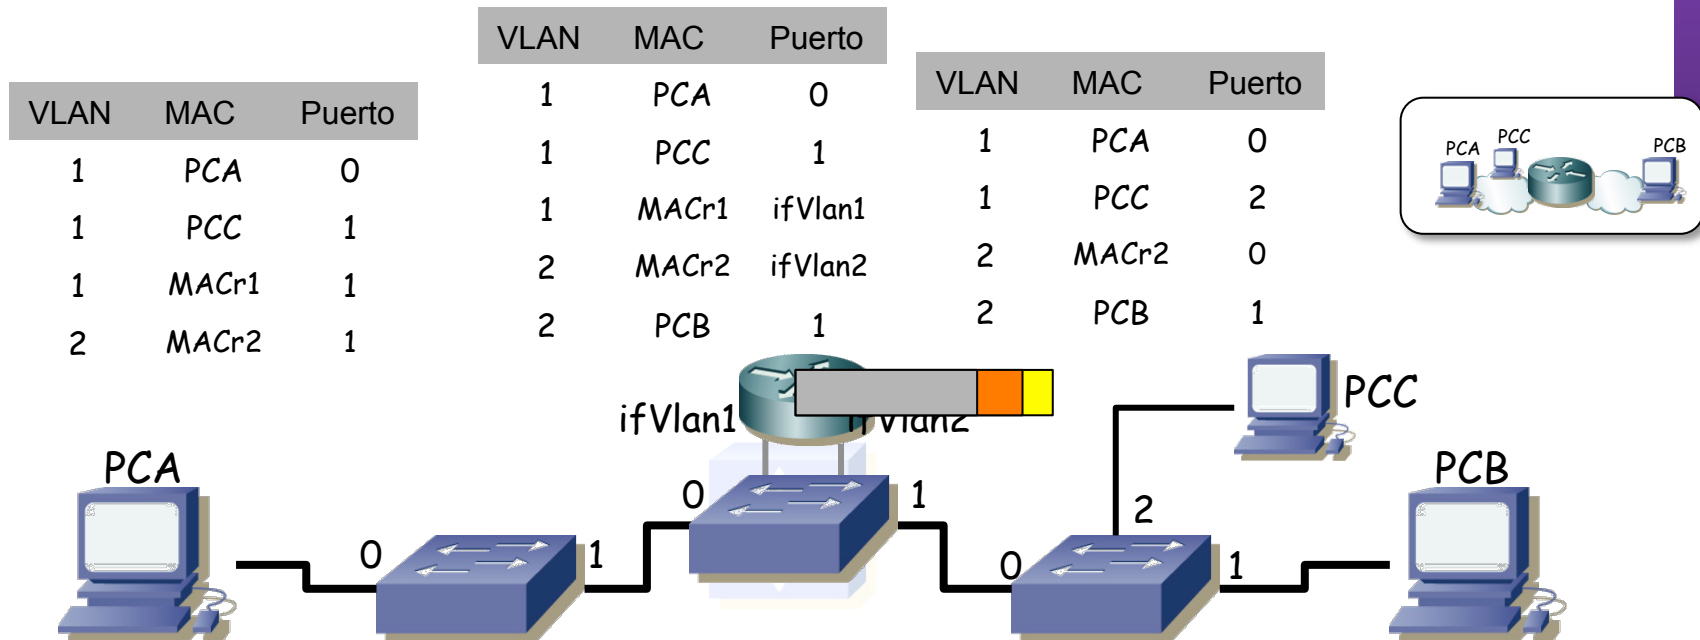 VLAN MAC Puerto
1 PCA 0
1 PCC 1
1 MACr1 1
2 MACr2 1
VLAN MAC Puerto
1 PCA 0
1 PCC 1
1 MACr1 ifVlan1
2 MACr2 ifVlan2
2 PCB 1
VLAN MAC Puerto
1 PCA 0
1 PCC 2
2 MACr2 0
2 PCB 1
PCA PCC PCB
ifVlan1 ifVlan2
PCC
PCA
PCB
0 1
0 1
2
0 1